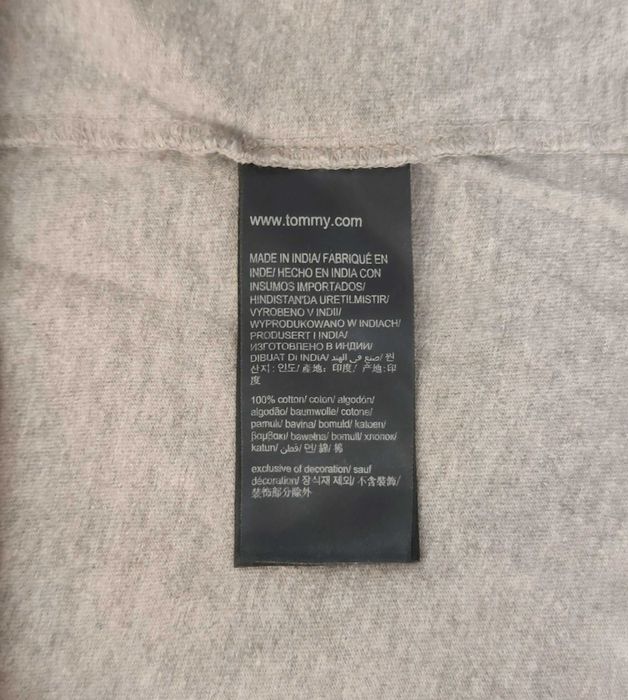 www.tommy.com
MADE IN INDIA/ FABRIQUÉ EN
INDE/ HECHO EN INDIA CON
INSUMOS IMPORTADOS/
HINDISTAN'DA URETILMISTIR/
VYROBENO V INDII/
WYPRODUKOWANO W INDIACH/
PRODUSERT I INDIA/
ИЗГОТОВЛЕНО В ИНДИИ/
DIBUAT DI INDIA/ صنع في الهند/ 원
산지: 인도/ 產地: 印度/ 产地:印
度
100% cotton/ coton/ algodón/
algodão/ baumwolle/ cotone/
pamuk/ bavlna/ bomuld/ katoen/
βαμβακι/ bawełna/ bomull/ хлопок/
katun/ قطن/ 면/ 綿/ 棉
exclusive of decoration/ sauf
décoration/ 장식재 제외/ 不含裝飾/
装饰部分除外